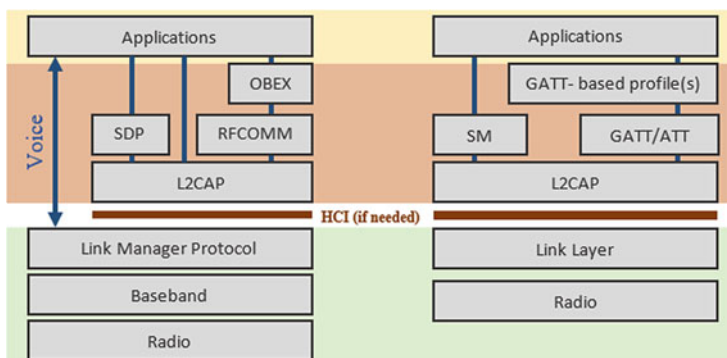 Applications
OBEX
SDP
RFCOMM
L2CAP
Voice
Link Manager Protocol
Baseband
Radio
HCI (if needed)
Applications
GATT- based profile(s)
SM
GATT/ATT
L2CAP
Link Layer
Radio